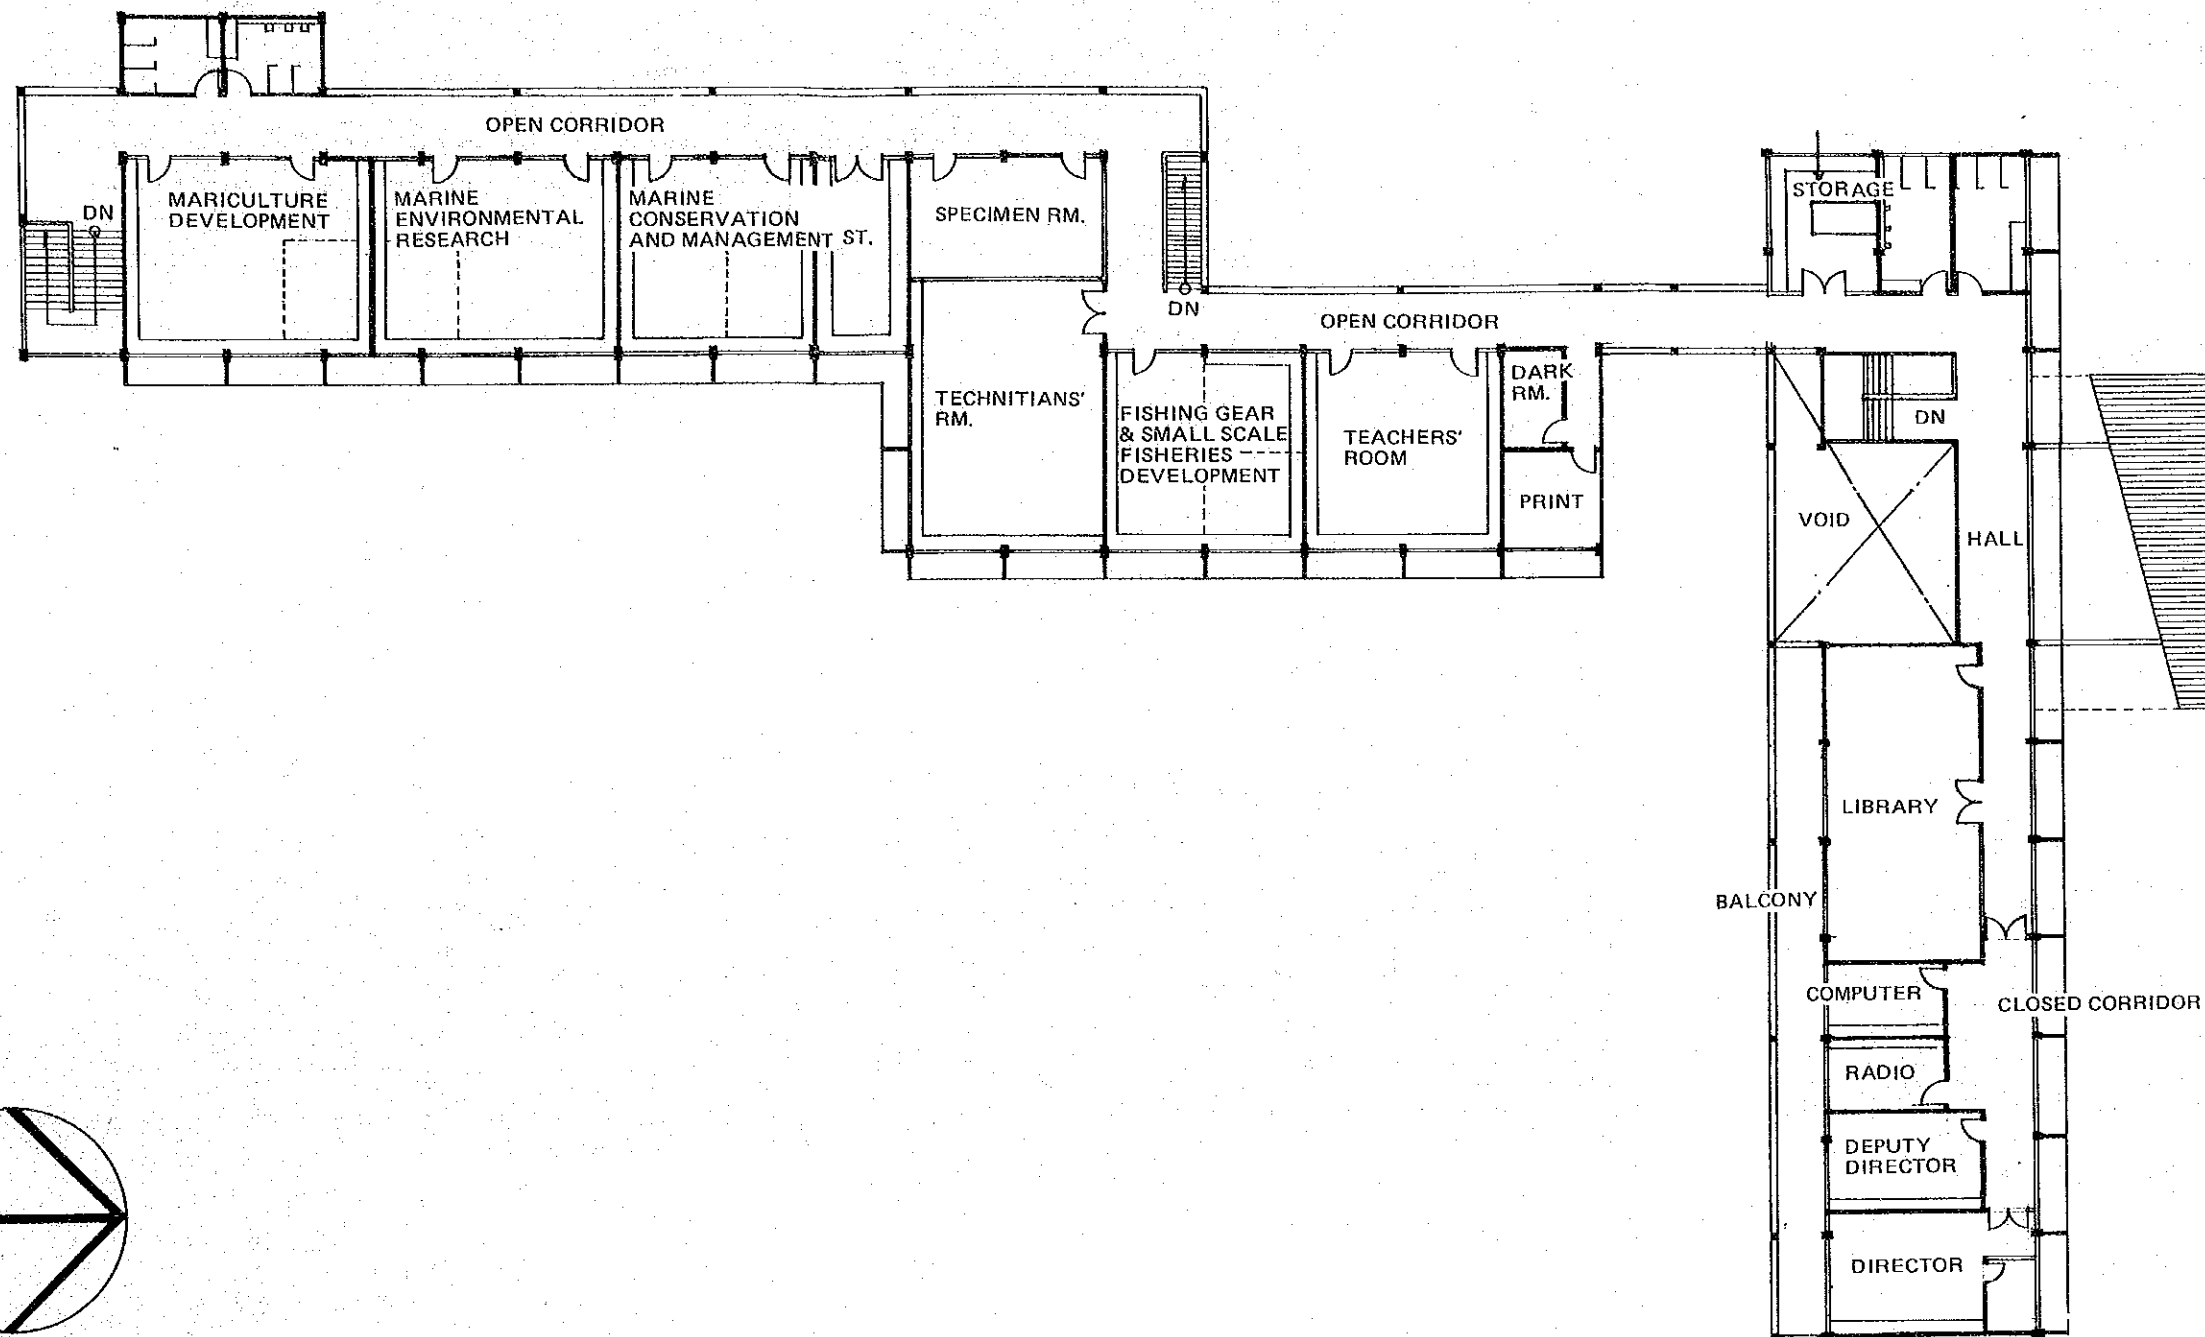 OPEN CORRIDOR
MARICULTURE
DEVELOPMENT
DN
MARINE
ENVIRONMENTAL
RESEARCH
MARINE
CONSERVATION
AND MANAGEMENT
ST.
SPECIMEN RM.
STORAGE
DN
OPEN CORRIDOR
TECHNITIANS'
RM.
FISHING GEAR
& SMALL SCALE
FISHERIES
DEVELOPMENT
TEACHERS'
ROOM
DARK
RM.
PRINT
DN
VOID
HALL
LIBRARY
BALCONY
COMPUTER
CLOSED CORRIDOR
RADIO
DEPUTY
DIRECTOR
DIRECTOR